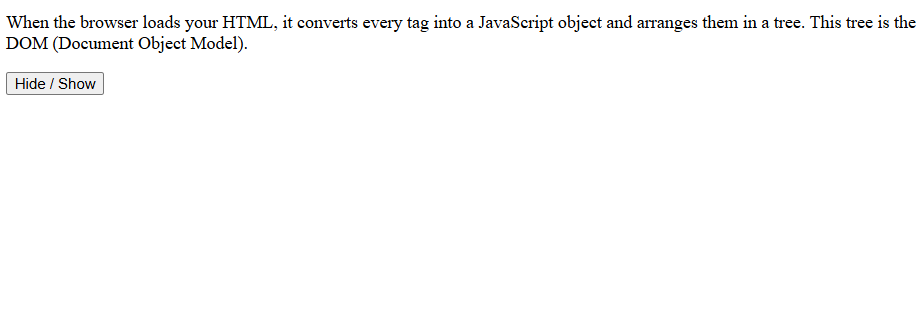 When the browser loads your HTML, it converts every tag into a JavaScript object and arranges them in a tree. This tree is the
DOM (Document Object Model).
Hide / Show